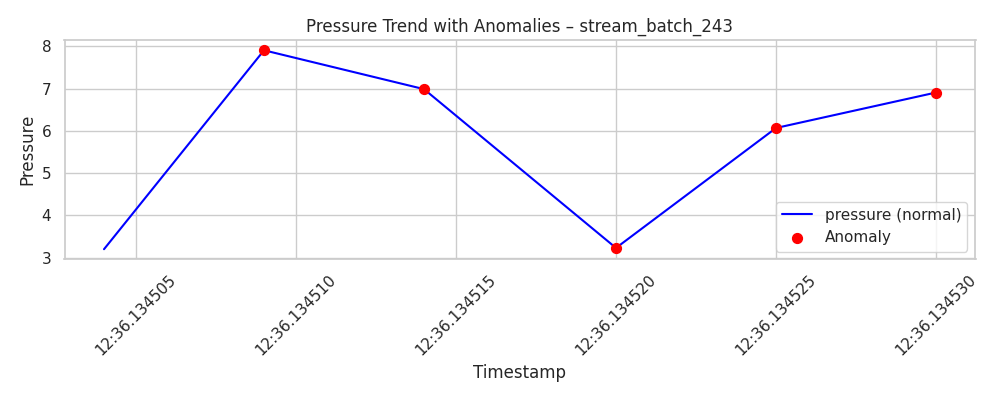 Pressure Trend with Anomalies – stream_batch_243
Pressure
8
7
6
5
4
3
pressure (normal)
Anomaly
12:36.134505
12:36.134510
12:36.134515
12:36.134520
12:36.134525
12:36.134530
Timestamp